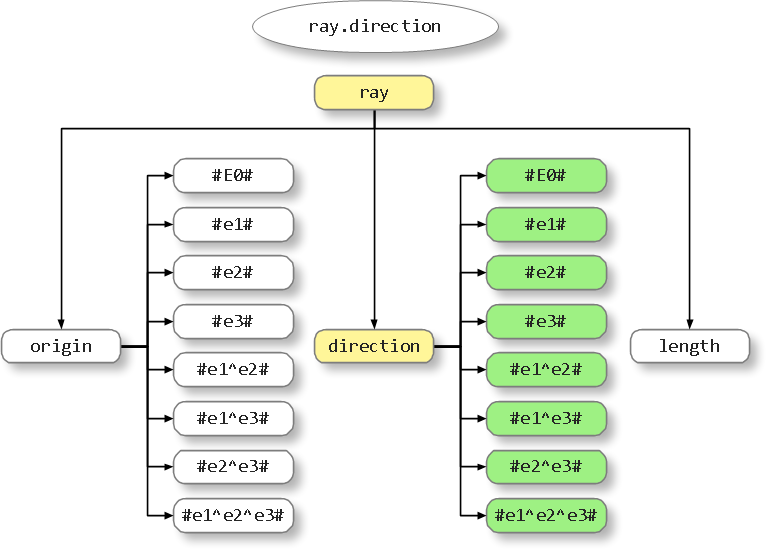 ray.direction
ray
#E0#
#e1#
#e2#
#e3#
origin
#e1^e2#
#e1^e3#
#e2^e3#
#e1^e2^e3#
#E0#
#e1#
#e2#
#e3#
direction
#e1^e2#
#e1^e3#
#e2^e3#
#e1^e2^e3#
length